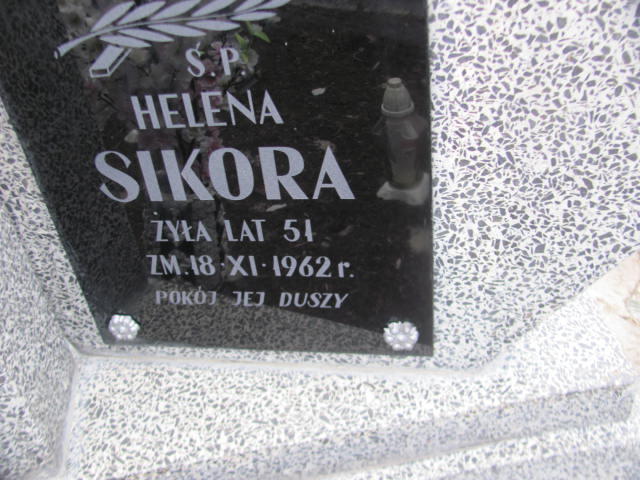 Ś.P.
HELENA
SIKORA
ŻYŁA LAT 51
ZM. 18·XI·1962 r.
POKÓJ JEJ DUSZY